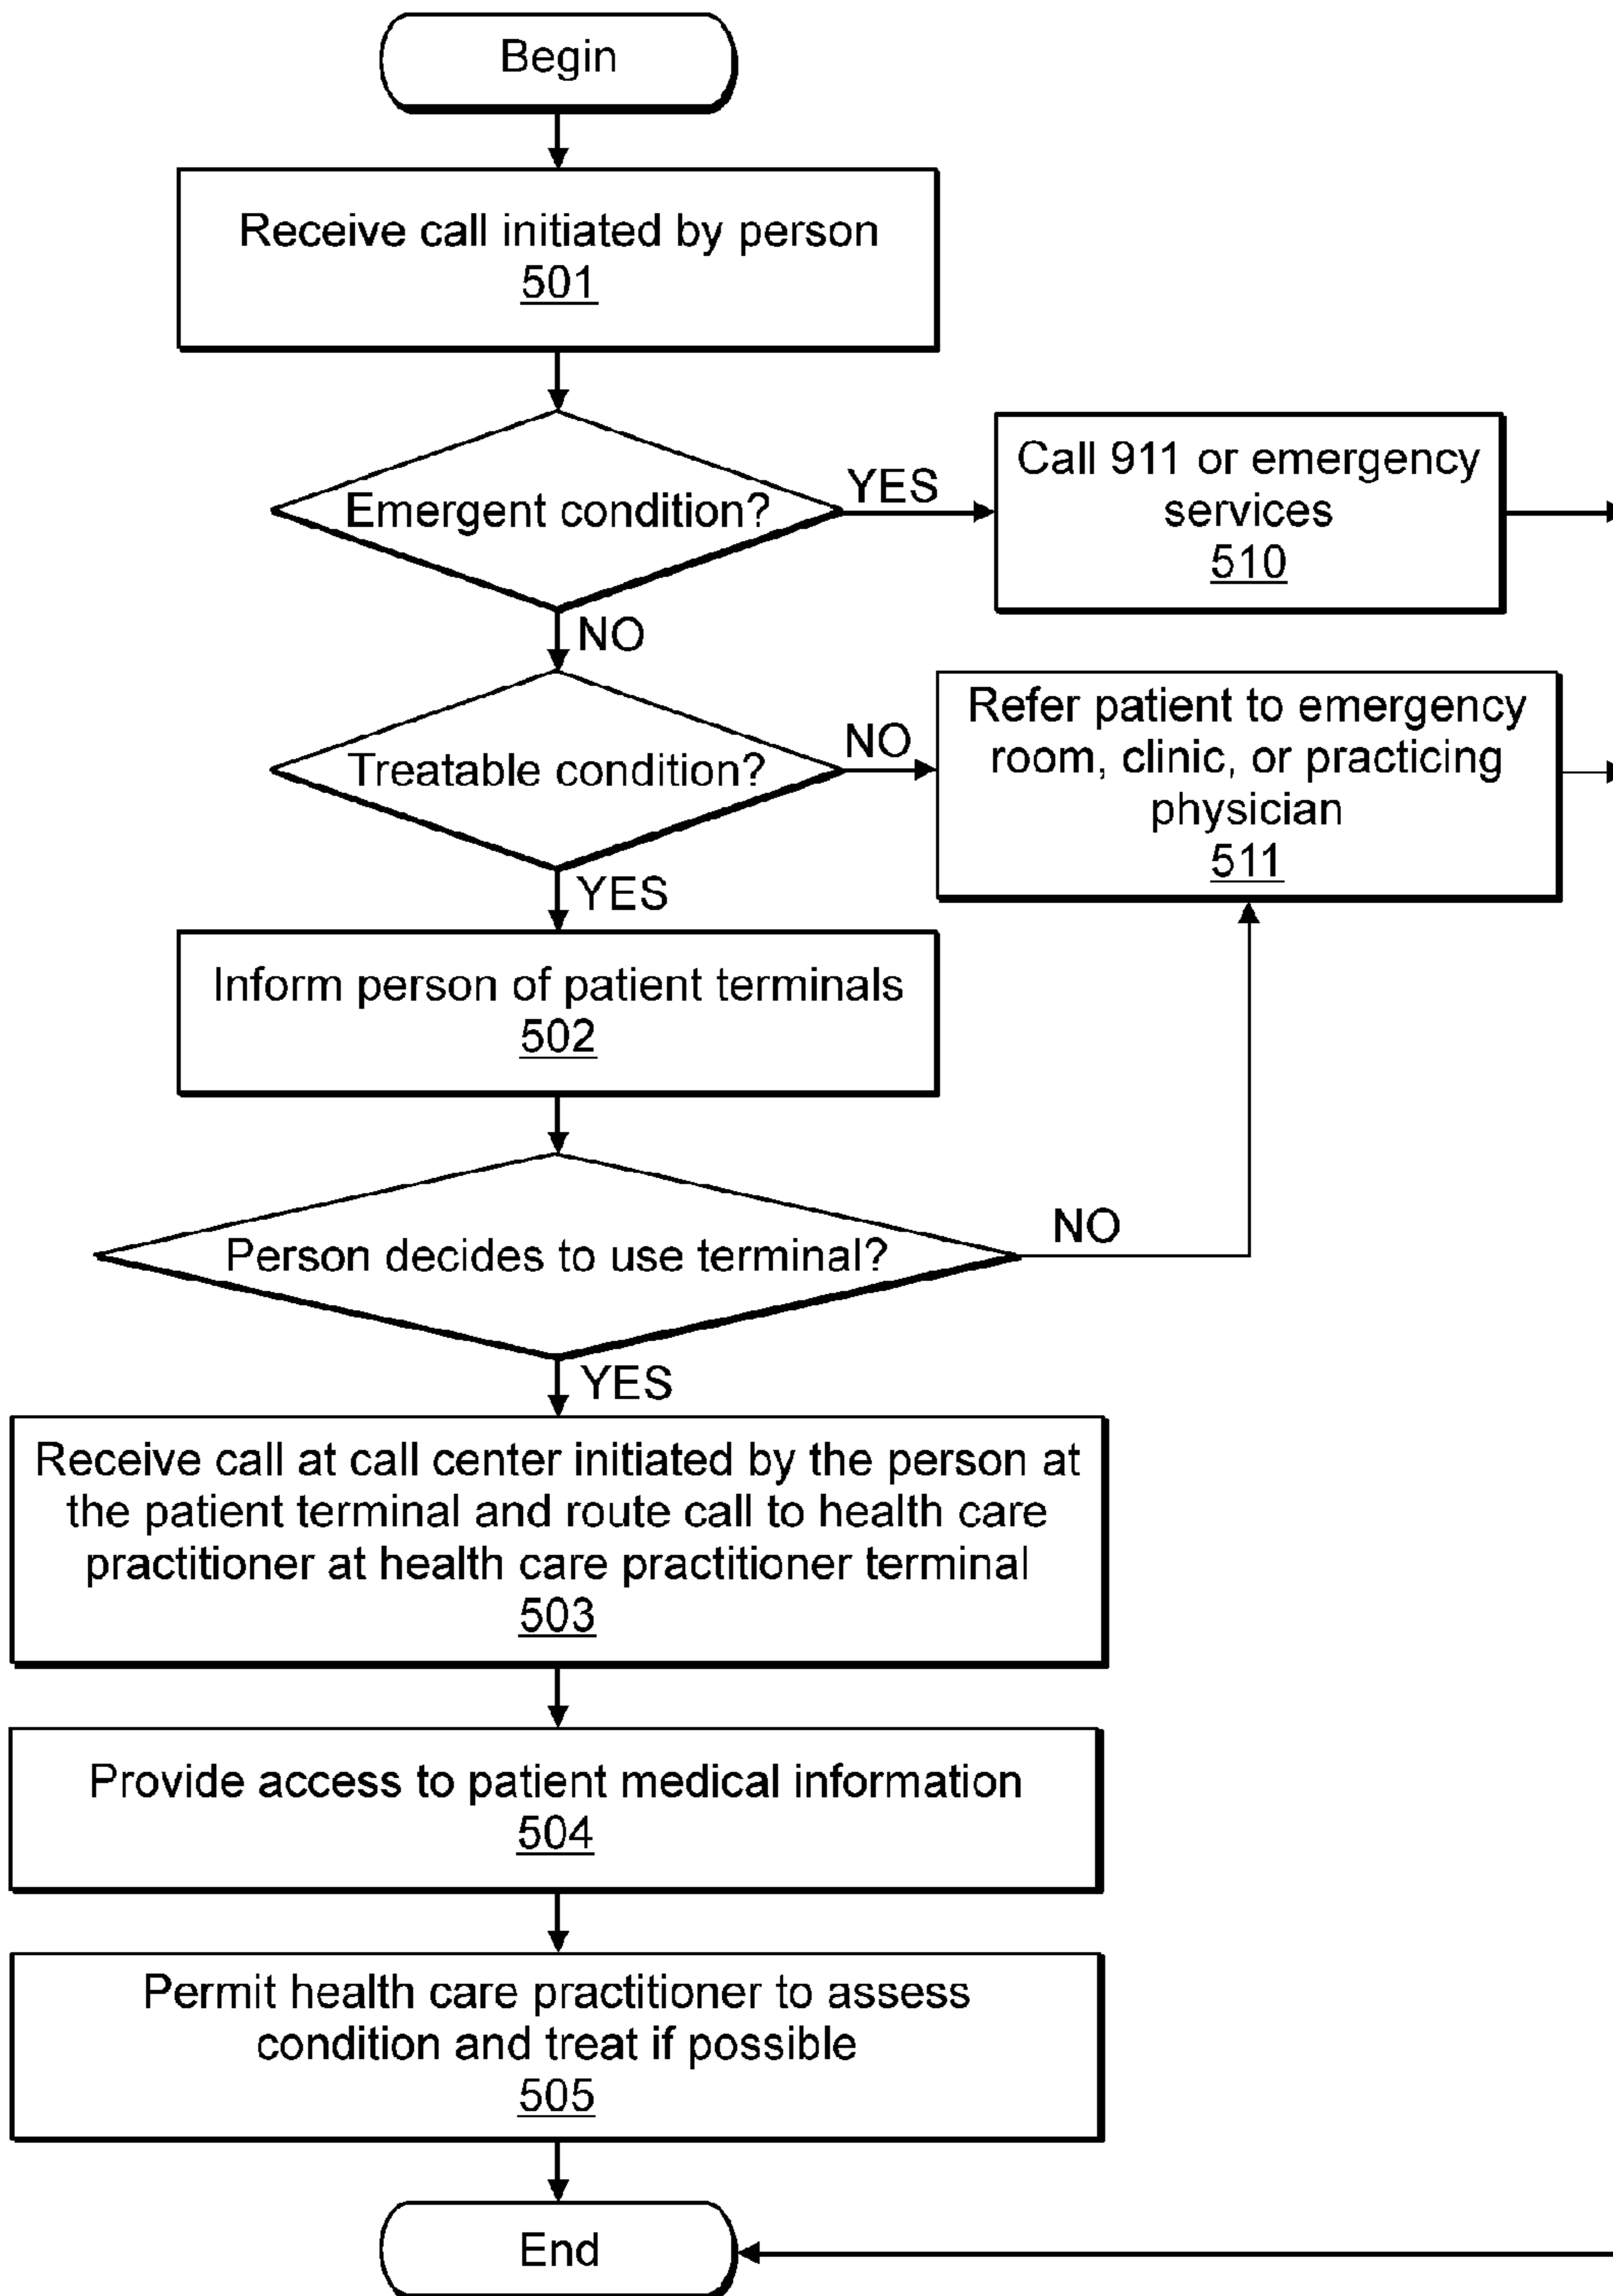 Begin
Receive call initiated by person
501
Emergent condition?
YES
Call 911 or emergency
services
510
NO
Treatable condition?
NO
Refer patient to emergency
room, clinic, or practicing
physician
511
YES
Inform person of patient terminals
502
Person decides to use terminal?
NO
YES
Receive call at call center initiated by the person at
the patient terminal and route call to health care
practitioner at health care practitioner terminal
503
Provide access to patient medical information
504
Permit health care practitioner to assess
condition and treat if possible
505
End